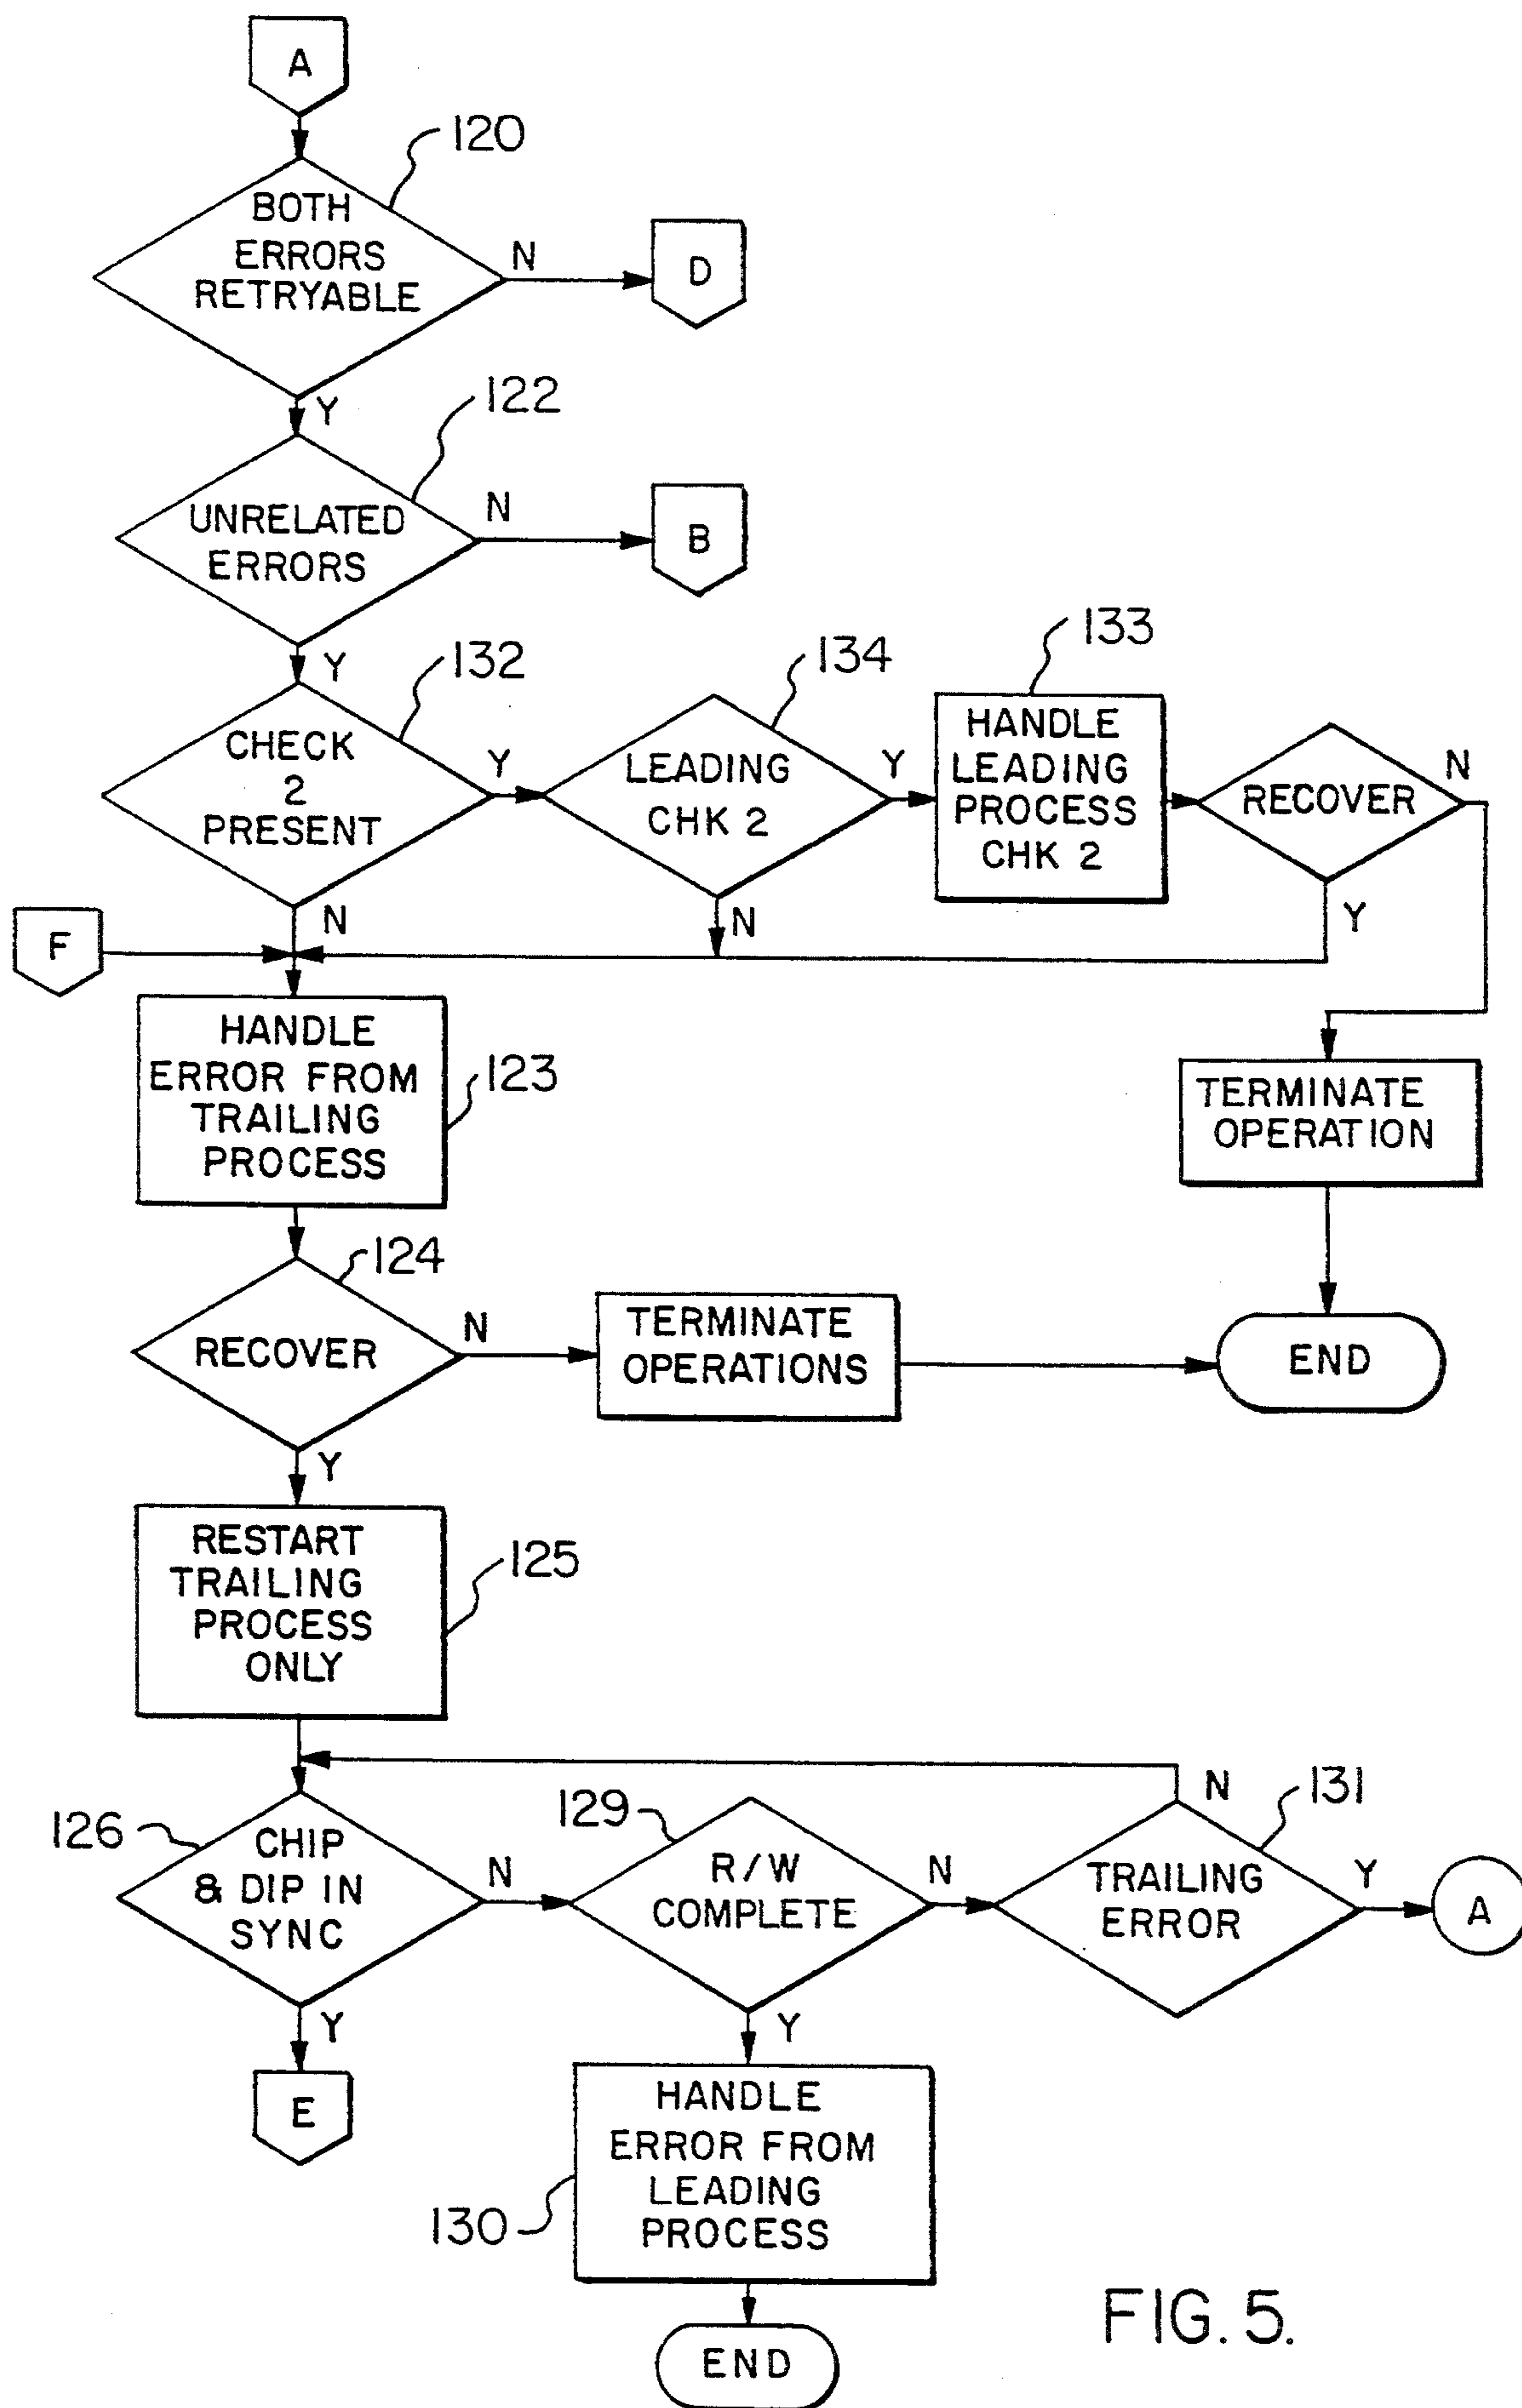 A
120
BOTH
ERRORS
RETRYABLE
N
D
Y
122
UNRELATED
ERRORS
N
B
Y
132
CHECK
2
PRESENT
Y
134
LEADING
CHK 2
Y
133
HANDLE
LEADING
PROCESS
CHK 2
RECOVER
N
F
N
N
Y
HANDLE
ERROR FROM
TRAILING
PROCESS
123
TERMINATE
OPERATION
124
RECOVER
N
TERMINATE
OPERATIONS
END
Y
RESTART
TRAILING
PROCESS
ONLY
125
126
CHIP
& DIP IN
SYNC
N
129
R/W
COMPLETE
N
N
131
TRAILING
ERROR
Y
A
Y
E
Y
HANDLE
ERROR FROM
LEADING
PROCESS
130
END
FIG. 5.